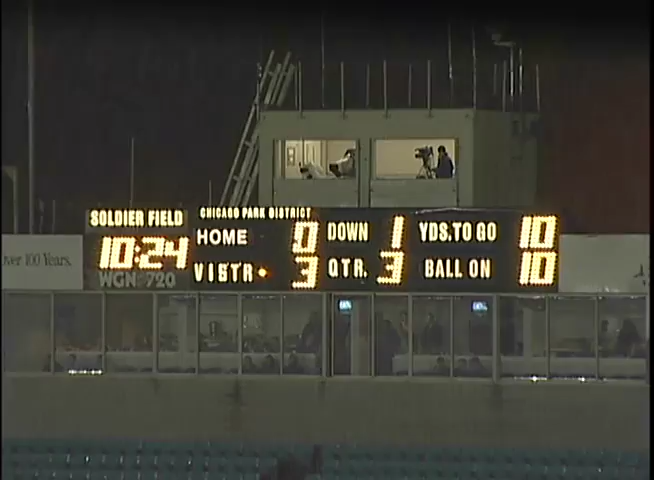 SOLDIER FIELD
CHICAGO PARK DISTRICT
10:24
HOME 0 DOWN 1 YDS.TO GO 10
VISTR 3 QTR. 3 BALL ON 10
WGN 720
over 100 Years.